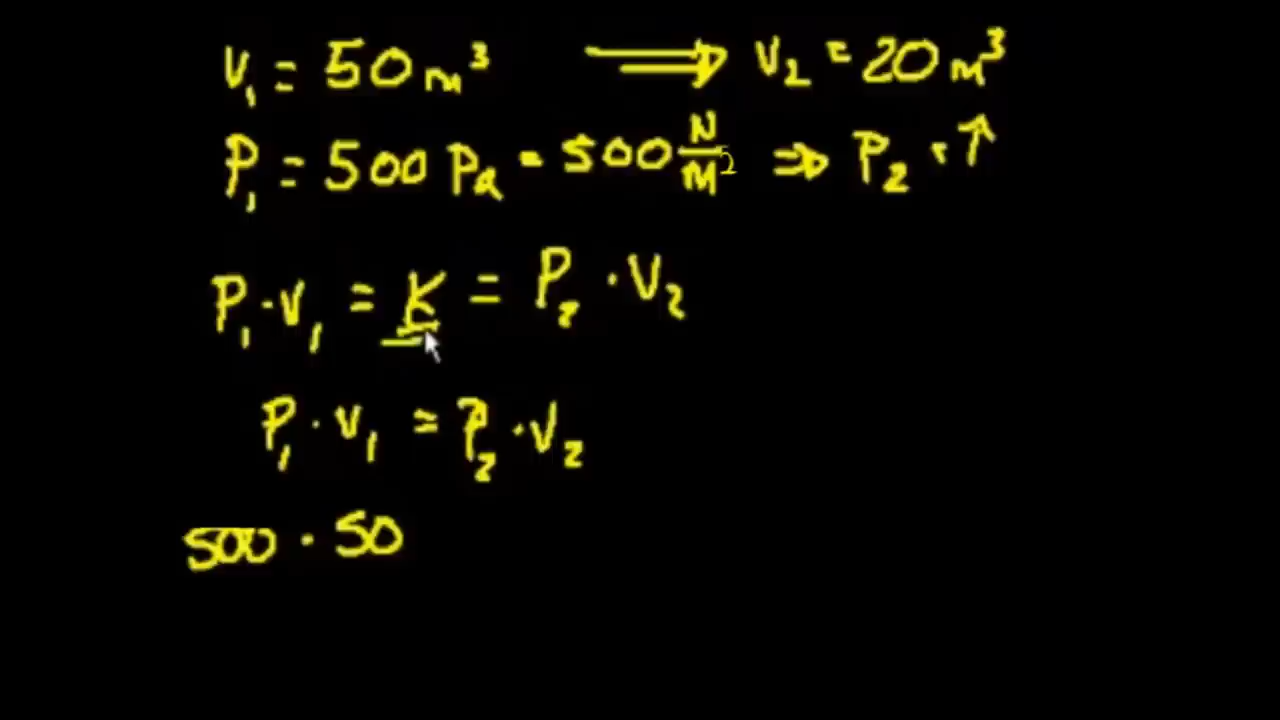 V₁ = 50 m³ ⇒ V₂ = 20 m³
P₁ = 500 Pa = 500 N/M² ⇒ P₂ = ↑
P₁ · V₁ = K = P₂ · V₂
P₁ · V₁ = P₂ · V₂
500 · 50